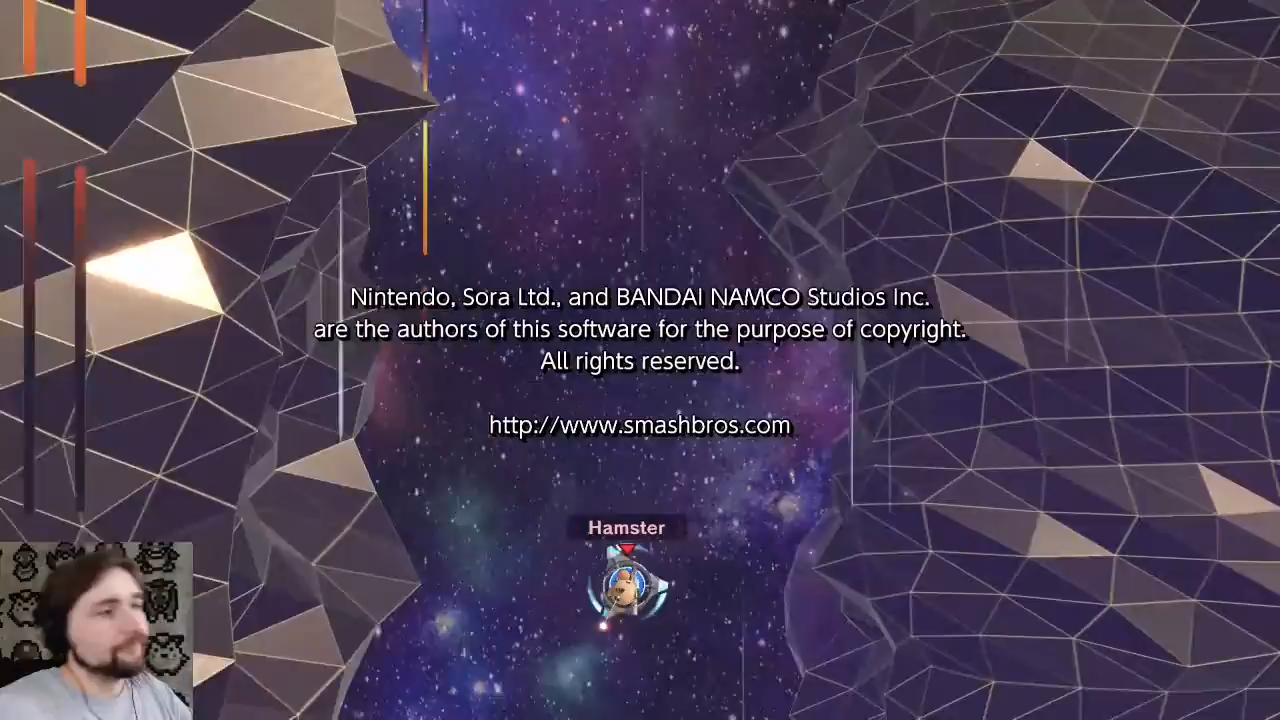 Nintendo, Sora Ltd., and BANDAI NAMCO Studios Inc.
are the authors of this software for the purpose of copyright.
All rights reserved.
http://www.smashbros.com
Hamster